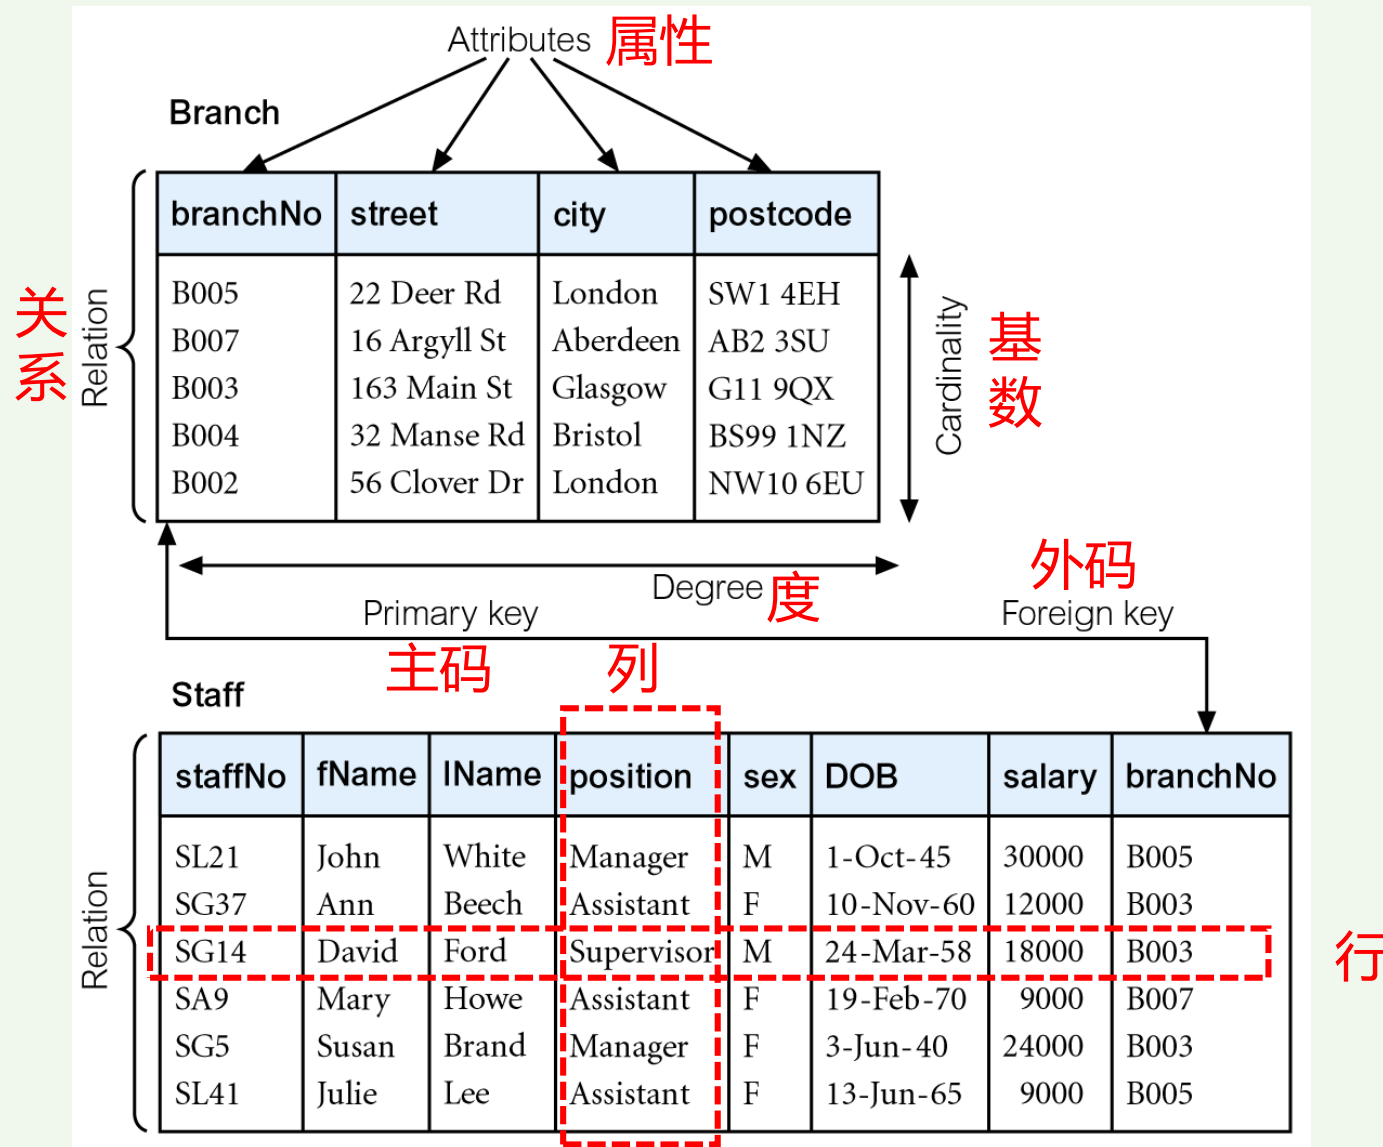 Attributes 属性
Branch
branchNo street city postcode
B005 22 Deer Rd London SW1 4EH
B007 16 Argyll St Aberdeen AB2 3SU
B003 163 Main St Glasgow G11 9QX
B004 32 Manse Rd Bristol BS99 1NZ
B002 56 Clover Dr London NW10 6EU
关系
Relation
Cardinality
基数
Degree 度
外码
Primary key
Foreign key
主码
列
Staff
staffNo fName lName position sex DOB salary branchNo
SL21 John White Manager M 1-Oct-45 30000 B005
SG37 Ann Beech Assistant F 10-Nov-60 12000 B003
SG14 David Ford Supervisor M 24-Mar-58 18000 B003
SA9 Mary Howe Assistant F 19-Feb-70 9000 B007
SG5 Susan Brand Manager F 3-Jun-40 24000 B003
SL41 Julie Lee Assistant F 13-Jun-65 9000 B005
Relation
行